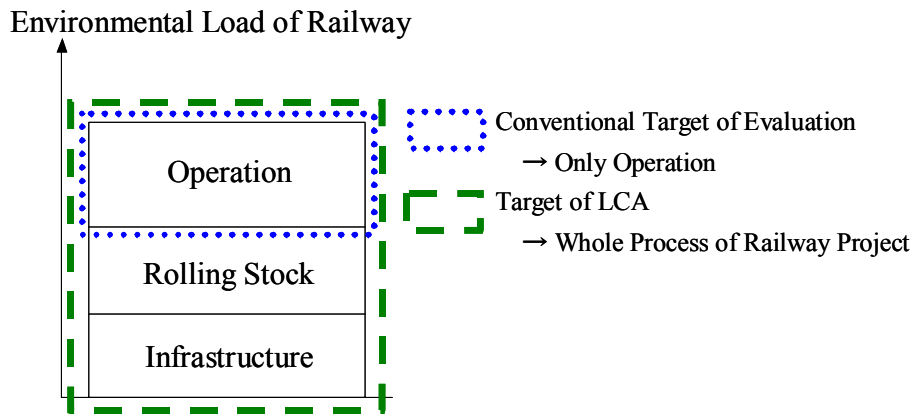 Environmental Load of Railway
Operation
Rolling Stock
Infrastructure
Conventional Target of Evaluation
→ Only Operation
Target of LCA
→ Whole Process of Railway Project